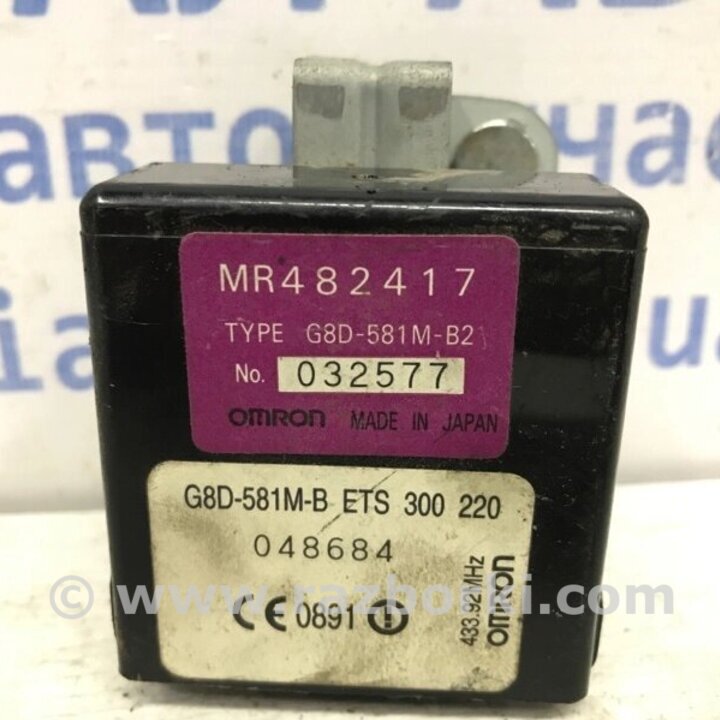 авто
MR482417
TYPE G8D-581M-B2
No. 032577
OMRON MADE IN JAPAN
G8D-581M-B ETS 300 220
048684
CE 0891
433.92MHz
OMRON
© www.razborki.com